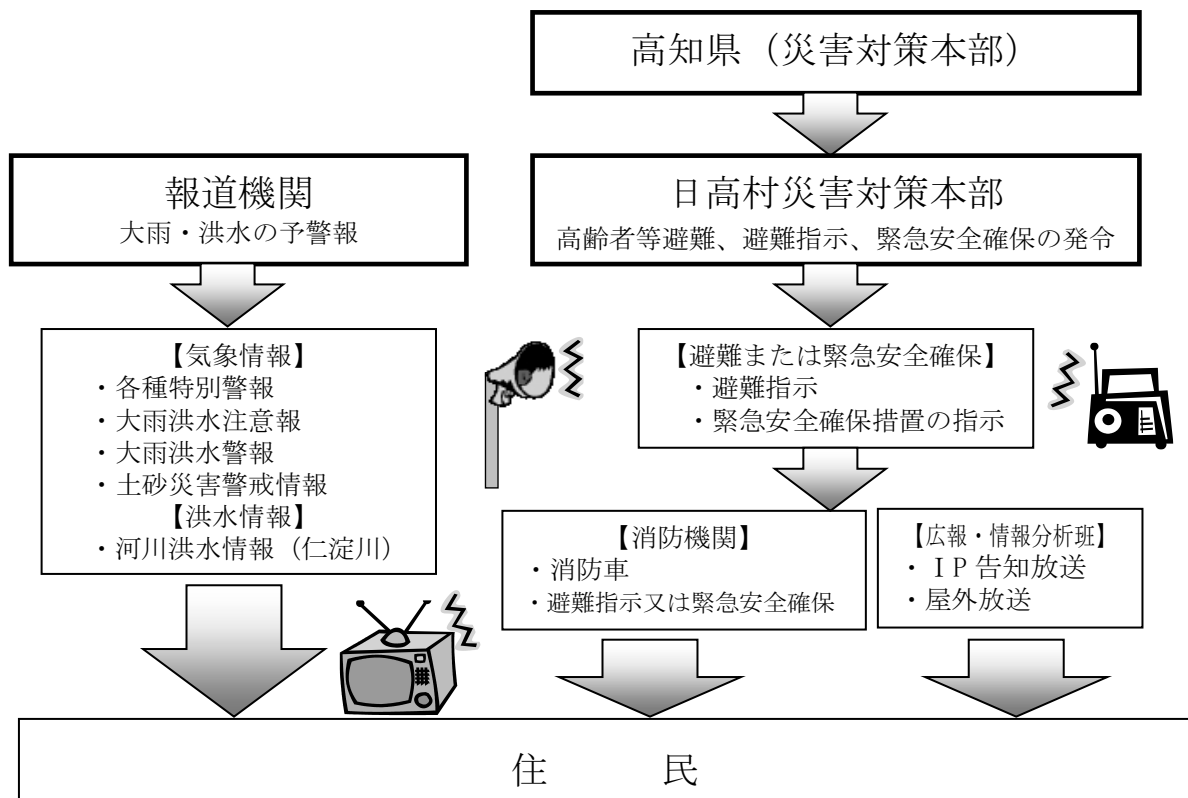 高知県（災害対策本部）
報道機関
大雨・洪水の予警報
日高村災害対策本部
高齢者等避難、避難指示、緊急安全確保の発令
【気象情報】
・各種特別警報
・大雨洪水注意報
・大雨洪水警報
・土砂災害警戒情報
【洪水情報】
・河川洪水情報（仁淀川）
【避難または緊急安全確保】
・避難指示
・緊急安全確保措置の指示
【消防機関】
・消防車
・避難指示又は緊急安全確保
【広報・情報分析班】
・ＩＰ告知放送
・屋外放送
住　　民